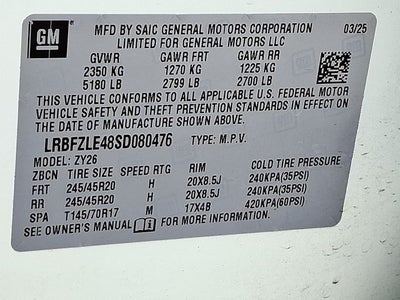 GM
MFD BY SAIC GENERAL MOTORS CORPORATION 03/25
LIMITED FOR GENERAL MOTORS LLC
GVWR GAWR FRT GAWR RR
2350 KG 1270 KG 1225 KG
5180 LB 2799 LB 2700 LB
THIS VEHICLE CONFORMS TO ALL APPLICABLE U.S. FEDERAL MOTOR
VEHICLE SAFETY AND THEFT PREVENTION STANDARDS IN EFFECT ON
THE DATE OF MANUFACTURE SHOWN ABOVE.
LRBFZLE48SD080476 TYPE: M.P.V.
MODEL: ZY26
ZBCN TIRE SIZE SPEED RTG RIM COLD TIRE PRESSURE
FRT 245/45R20 H 20X8.5J 240KPA(35PSI)
RR 245/45R20 H 20X8.5J 240KPA(35PSI)
SPA T145/70R17 M 17X4B 420KPA(60PSI)
SEE OWNER'S MANUAL FOR MORE INFORMATION.